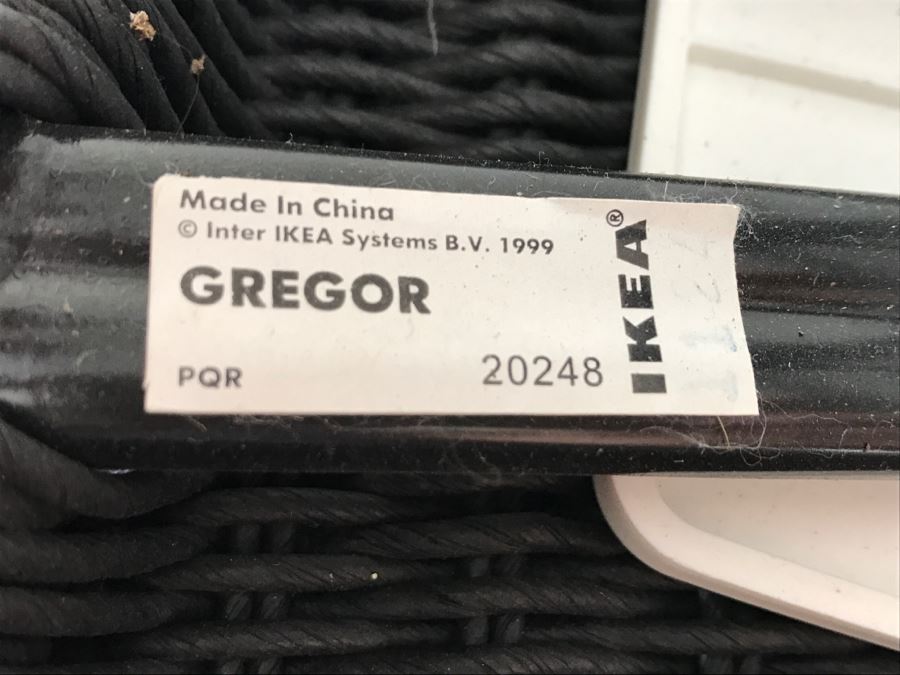 Made In China
© Inter IKEA Systems B.V. 1999
GREGOR
PQR
20248
IKEA®